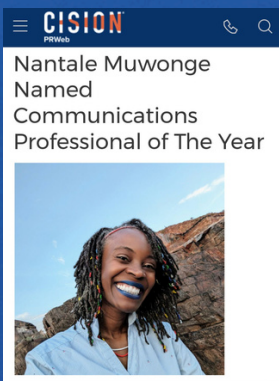 CISION
PRWeb
Nantale Muwonge
Named
Communications
Professional of The Year